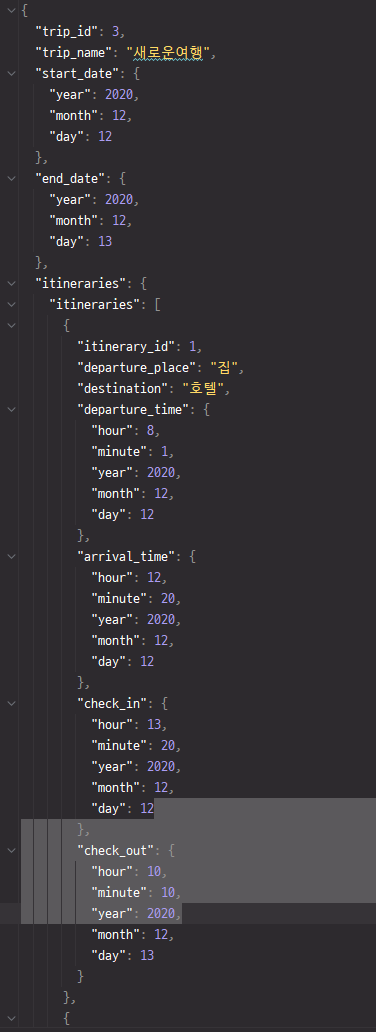 {
"trip_id": 3,
"trip_name": "새로운여행",
"start_date": {
"year": 2020,
"month": 12,
"day": 12
},
"end_date": {
"year": 2020,
"month": 12,
"day": 13
},
"itineraries": {
"itineraries": [
{
"itinerary_id": 1,
"departure_place": "집",
"destination": "호텔",
"departure_time": {
"hour": 8,
"minute": 1,
"year": 2020,
"month": 12,
"day": 12
},
"arrival_time": {
"hour": 12,
"minute": 20,
"year": 2020,
"month": 12,
"day": 12
},
"check_in": {
"hour": 13,
"minute": 20,
"year": 2020,
"month": 12,
"day": 12
},
"check_out": {
"hour": 10,
"minute": 10,
"year": 2020,
"month": 12,
"day": 13
}
},
{